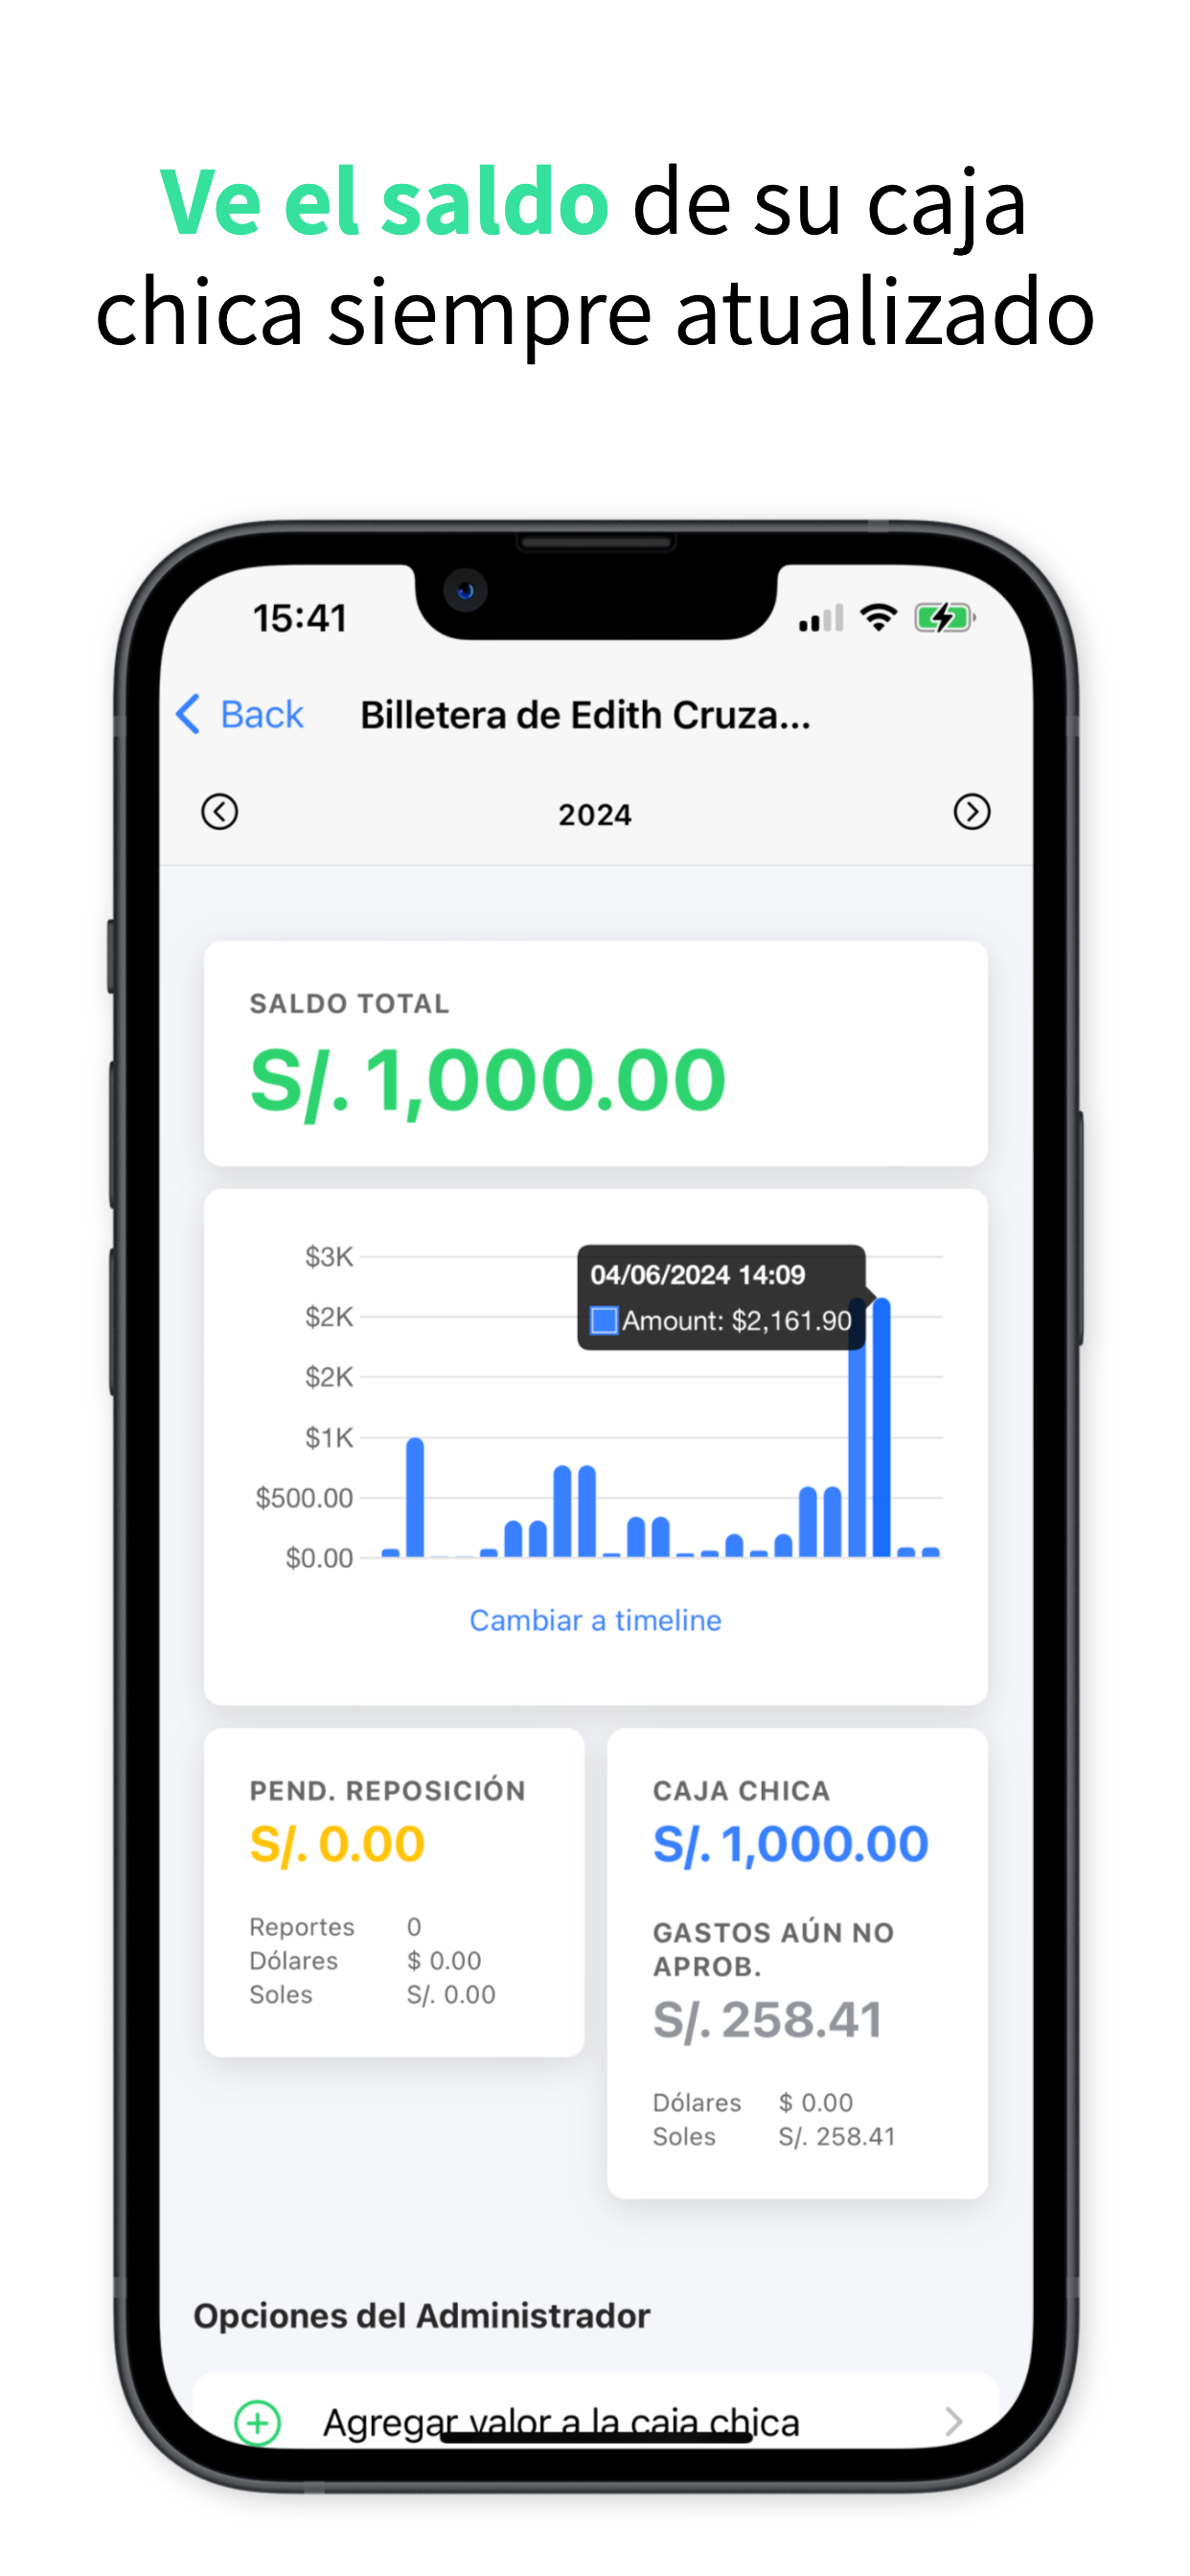 Ve el saldo de su caja
chica siempre atualizado
15:41
Back
Billetera de Edith Cruza...
2024
SALDO TOTAL
S/. 1,000.00
$3K
$2K
$2K
$1K
$500.00
$0.00
04/06/2024 14:09
Amount: $2,161.90
Cambiar a timeline
PEND. REPOSICIÓN
S/. 0.00
Reportes 0
Dólares $ 0.00
Soles S/. 0.00
CAJA CHICA
S/. 1,000.00
GASTOS AÚN NO
APROB.
S/. 258.41
Dólares $ 0.00
Soles S/. 258.41
Opciones del Administrador
Agregar valor a la caja chica